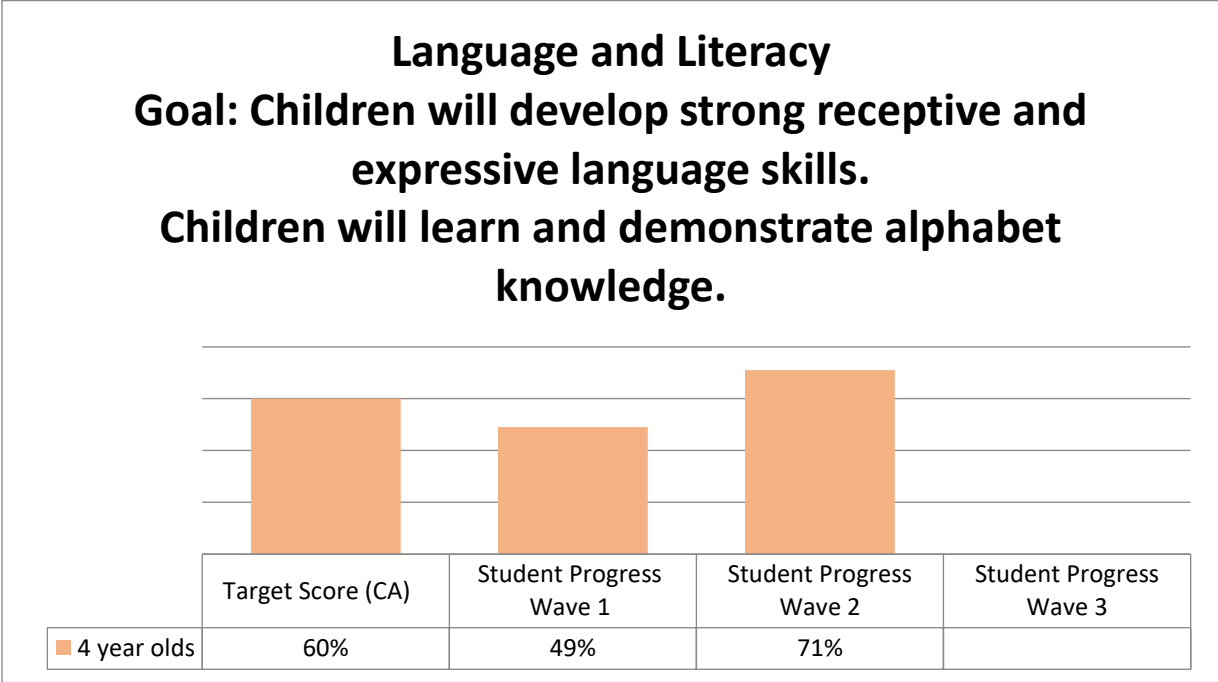 Language and Literacy
Goal: Children will develop strong receptive and
expressive language skills.
Children will learn and demonstrate alphabet
knowledge.
Target Score (CA)
Student Progress
Wave 1
Student Progress
Wave 2
Student Progress
Wave 3
4 year olds
60%
49%
71%